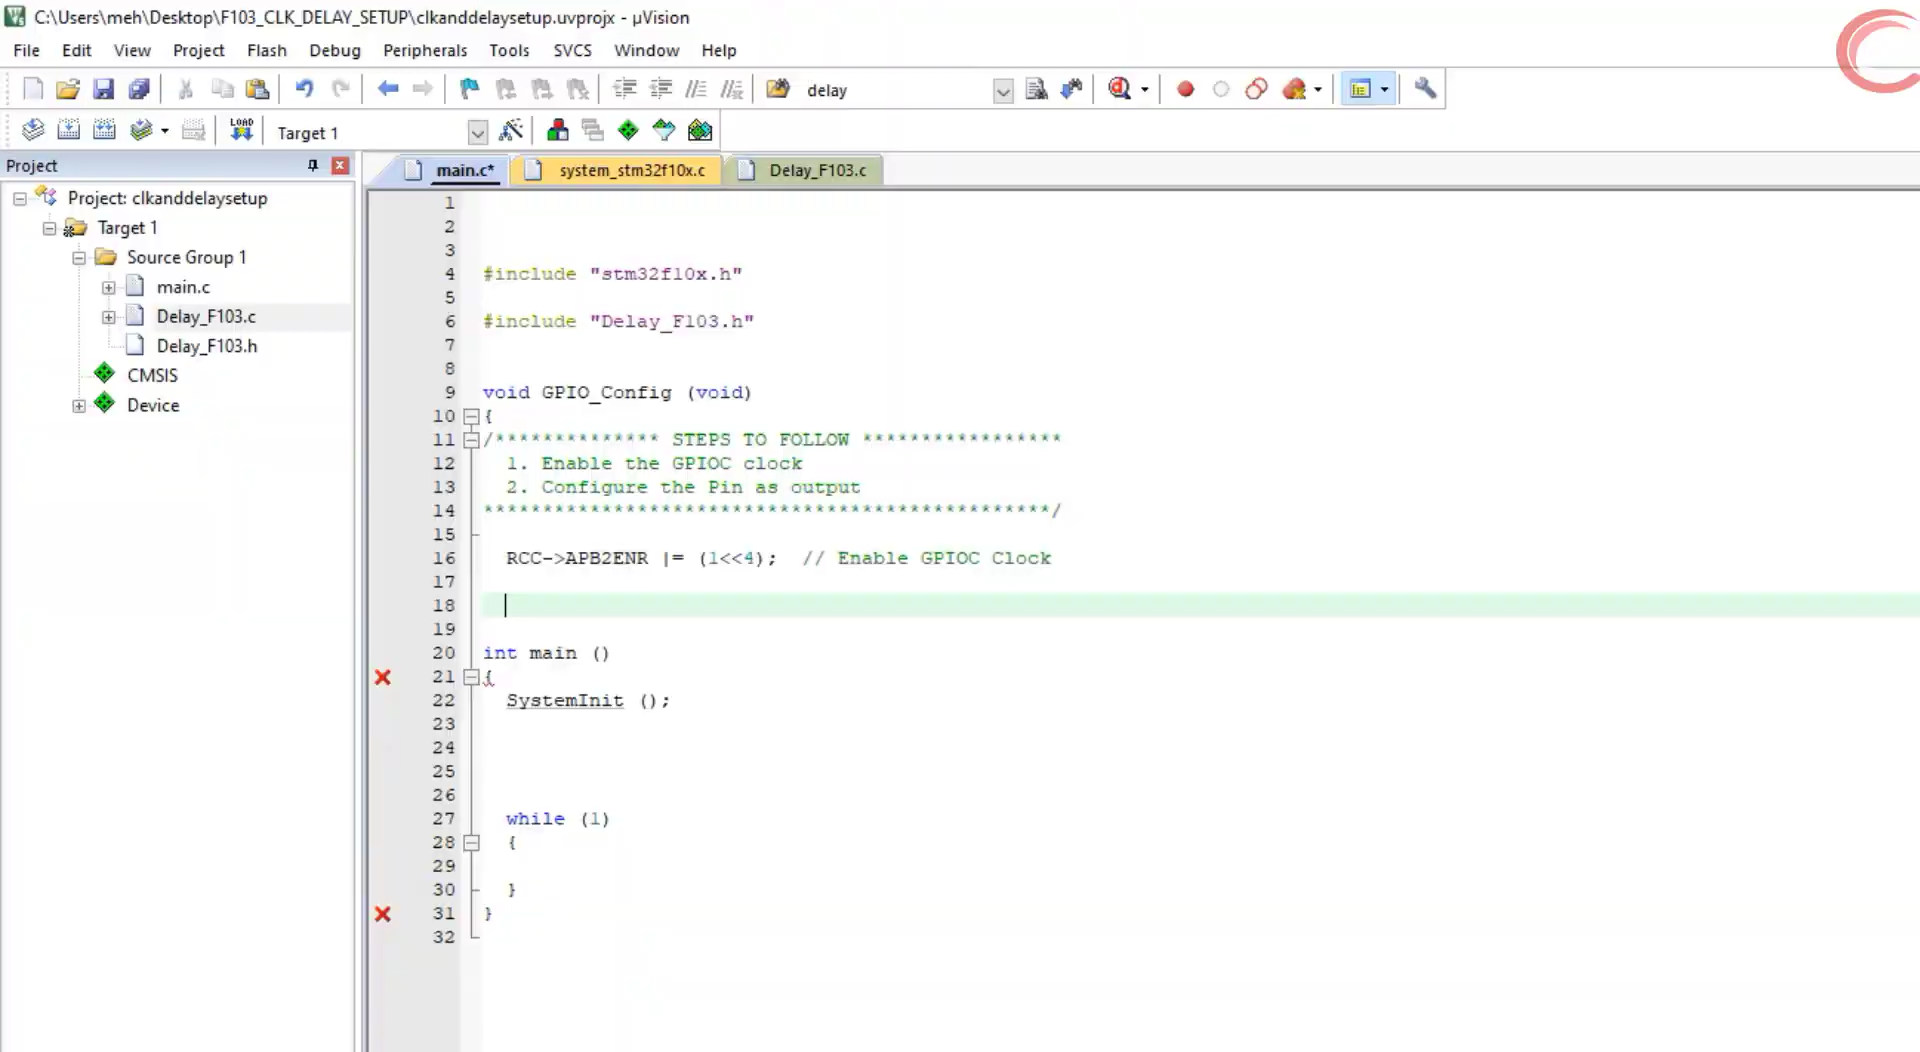 C:\Users\meh\Desktop\F103_CLK_DELAY_SETUP\clkanddelaysetup.uvprojx - µVision
File Edit View Project Flash Debug Peripherals Tools SVCS Window Help
delay
LOAD
Target 1
Project
main.c* system_stm32f10x.c Delay_F103.c
Project: clkanddelaysetup
Target 1
Source Group 1
main.c
Delay_F103.c
Delay_F103.h
CMSIS
Device
1
2
3
4 #include "stm32f10x.h"
5
6 #include "Delay_F103.h"
7
8
9 void GPIO_Config (void)
10 {
11 /************** STEPS TO FOLLOW *****************
12 1. Enable the GPIOC clock
13 2. Configure the Pin as output
14 ************************************************/
15
16 RCC->APB2ENR |= (1<<4); // Enable GPIOC Clock
17
18
19
20 int main ()
21 {
22 SystemInit ();
23
24
25
26
27 while (1)
28 {
29
30 }
31 }
32